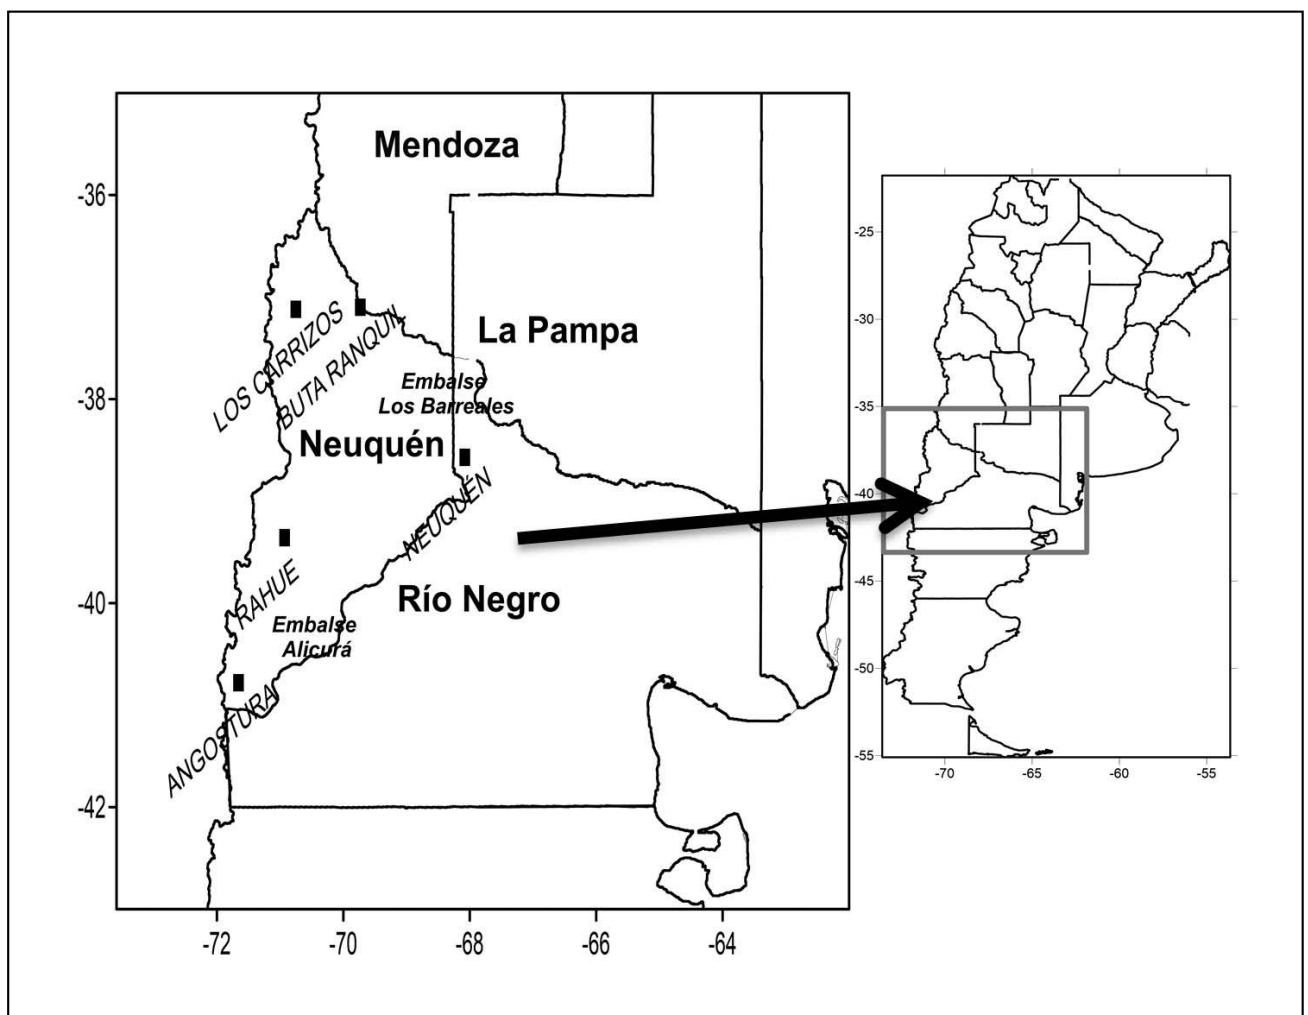 Mendoza
-36
LOS CARRIZOS
BUTA RANQUIL
La Pampa
Embalse
Los Barreales
-38
Neuquén
NEUQUÉN
RAHUE
-40
Río Negro
Embalse
Alicurá
ANGOSTURA
-42
-72
-70
-68
-66
-64
-25
-30
-35
-40
-45
-50
-55
-70
-65
-60
-55